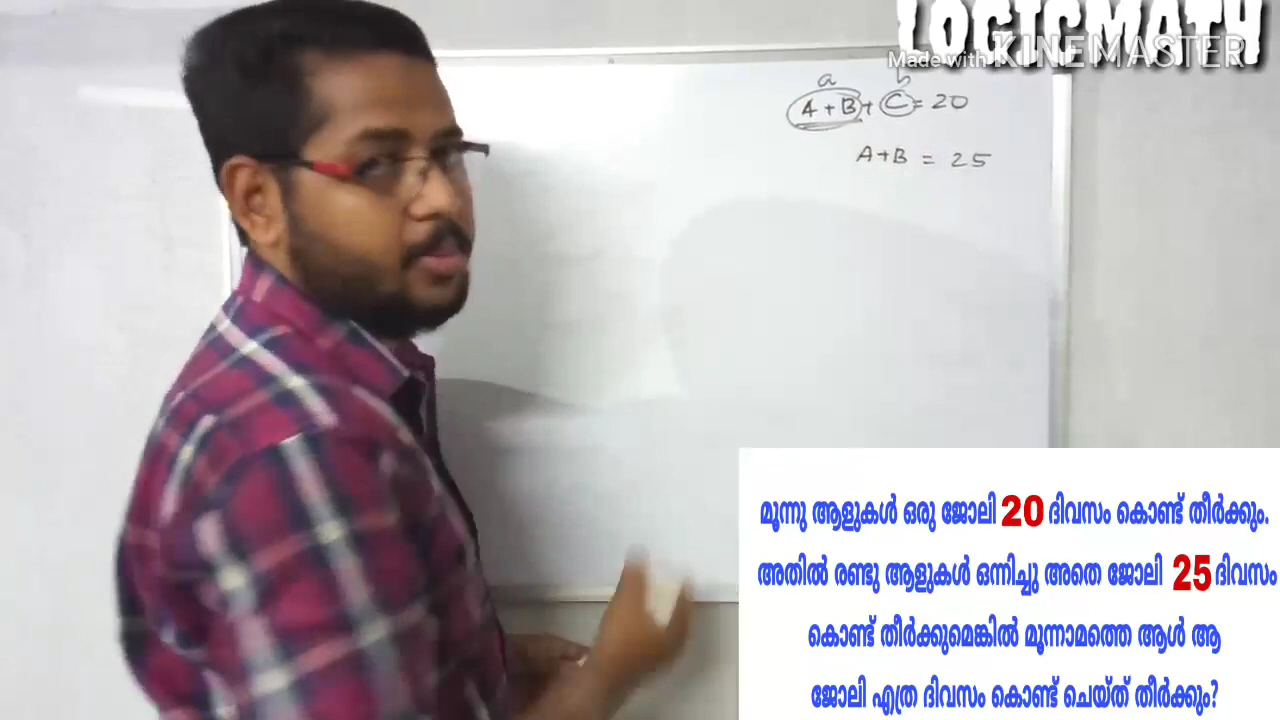 LOGICMATH
Made with KINEMASTER
a b
A + B + C = 20
A+B = 25
മൂന്നു ആളുകൾ ഒരു ജോലി 20 ദിവസം കൊണ്ട് തീർക്കും.
അതിൽ രണ്ടു ആളുകൾ ഒന്നിച്ചു അതെ ജോലി 25 ദിവസം
കൊണ്ട് തീർക്കുമെങ്കിൽ മൂന്നാമത്തെ ആൾ ആ
ജോലി എത്ര ദിവസം കൊണ്ട് ചെയ്ത് തീർക്കും?